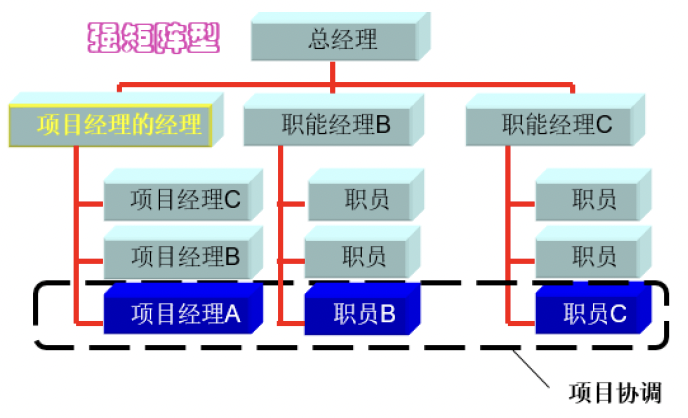 强矩阵型
总经理
项目经理的经理 职能经理B 职能经理C
项目经理C 职员 职员
项目经理B 职员 职员
项目经理A 职员B 职员C
项目协调